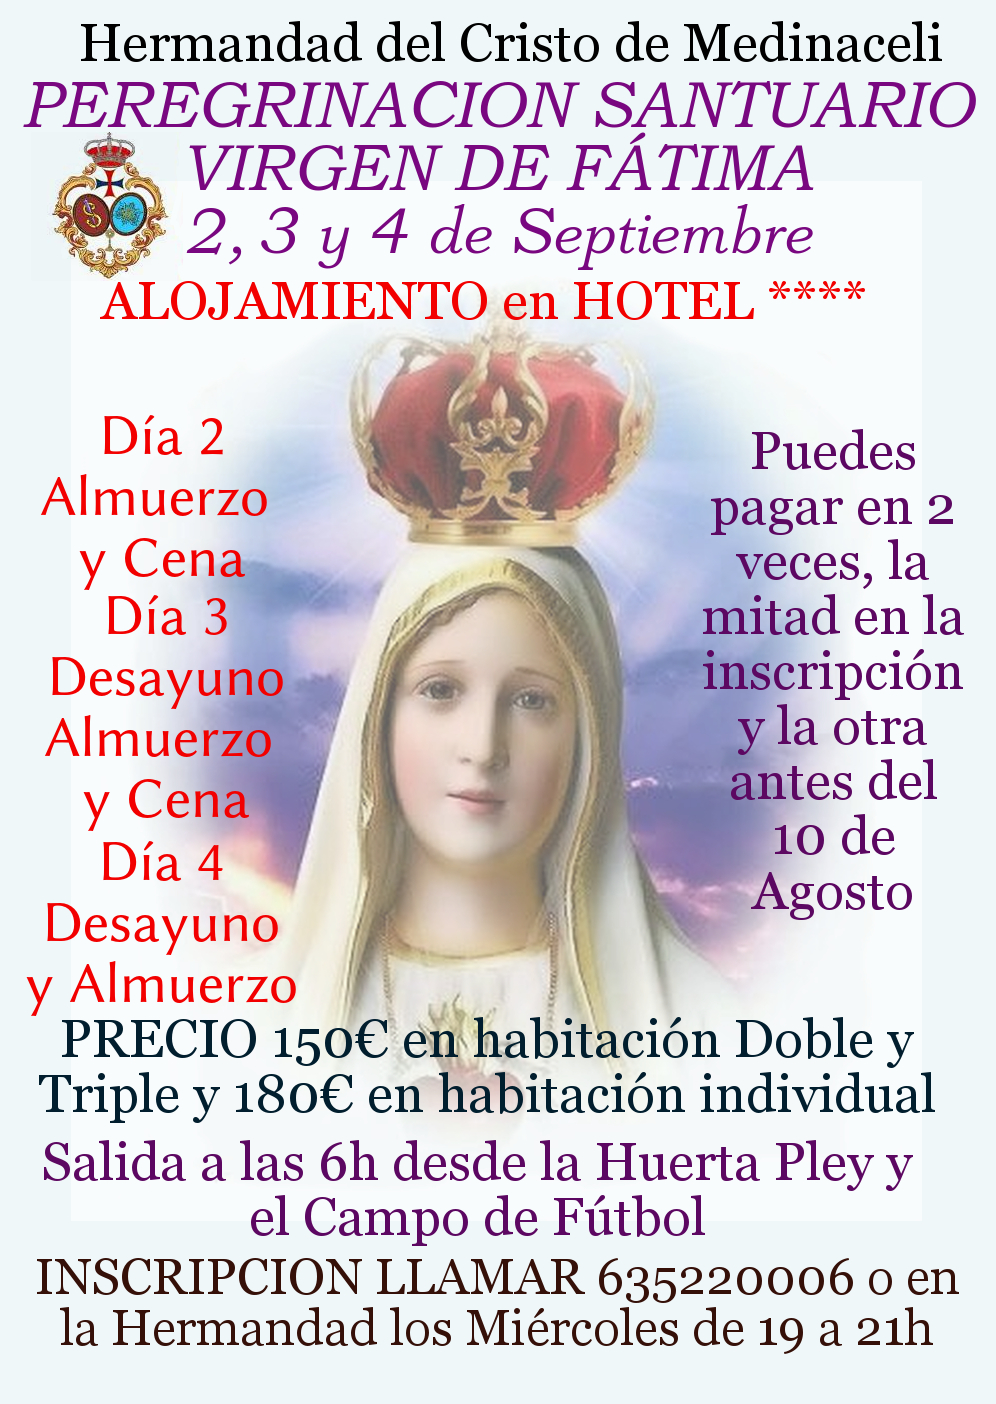 Hermandad del Cristo de Medinaceli
PEREGRINACION SANTUARIO
VIRGEN DE FÁTIMA
2, 3 y 4 de Septiembre
ALOJAMIENTO en HOTEL ****
Día 2
Almuerzo
y Cena
Día 3
Desayuno
Almuerzo
y Cena
Día 4
Desayuno
y Almuerzo
Puedes
pagar en 2
veces, la
mitad en la
inscripción
y la otra
antes del
10 de
Agosto
PRECIO 150€ en habitación Doble y
Triple y 180€ en habitación individual
Salida a las 6h desde la Huerta Pley y
el Campo de Fútbol
INSCRIPCION LLAMAR 635220006 o en
la Hermandad los Miércoles de 19 a 21h